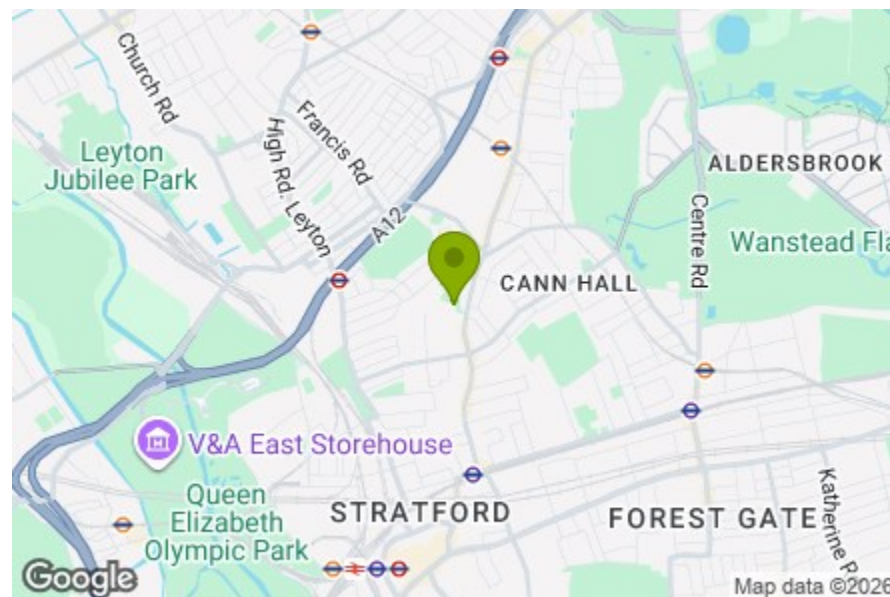 Church Rd
Leyton
Jubilee Park
High Rd. Leyton
Francis Rd
A12
ALDERSBROOK
Centre Rd
Wanstead Fla
CANN HALL
V&A East Storehouse
Queen
Elizabeth
Olympic Park
STRATFORD
FOREST GATE
Katherine R
Google
Map data ©2026